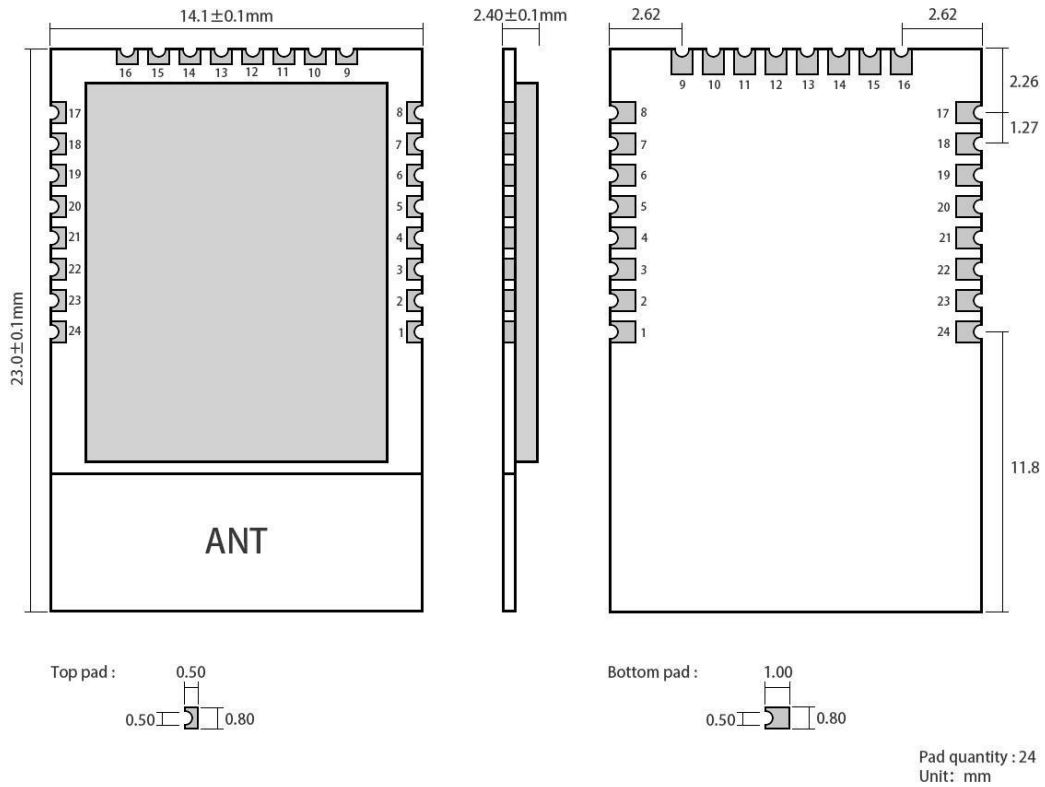 14.1±0.1mm
2.40±0.1mm
2.62
2.62
16 15 14 13 12 11 10 9
9 10 11 12 13 14 15 16
2.26
1.27
17 8
18 7
19 6
20 5
21 4
22 3
23 2
24 1
8 17
7 18
6 19
5 20
4 21
3 22
2 23
1 24
23.0±0.1mm
11.8
ANT
Top pad :
0.50
0.50
0.80
Bottom pad :
1.00
0.50
0.80
Pad quantity : 24
Unit: mm